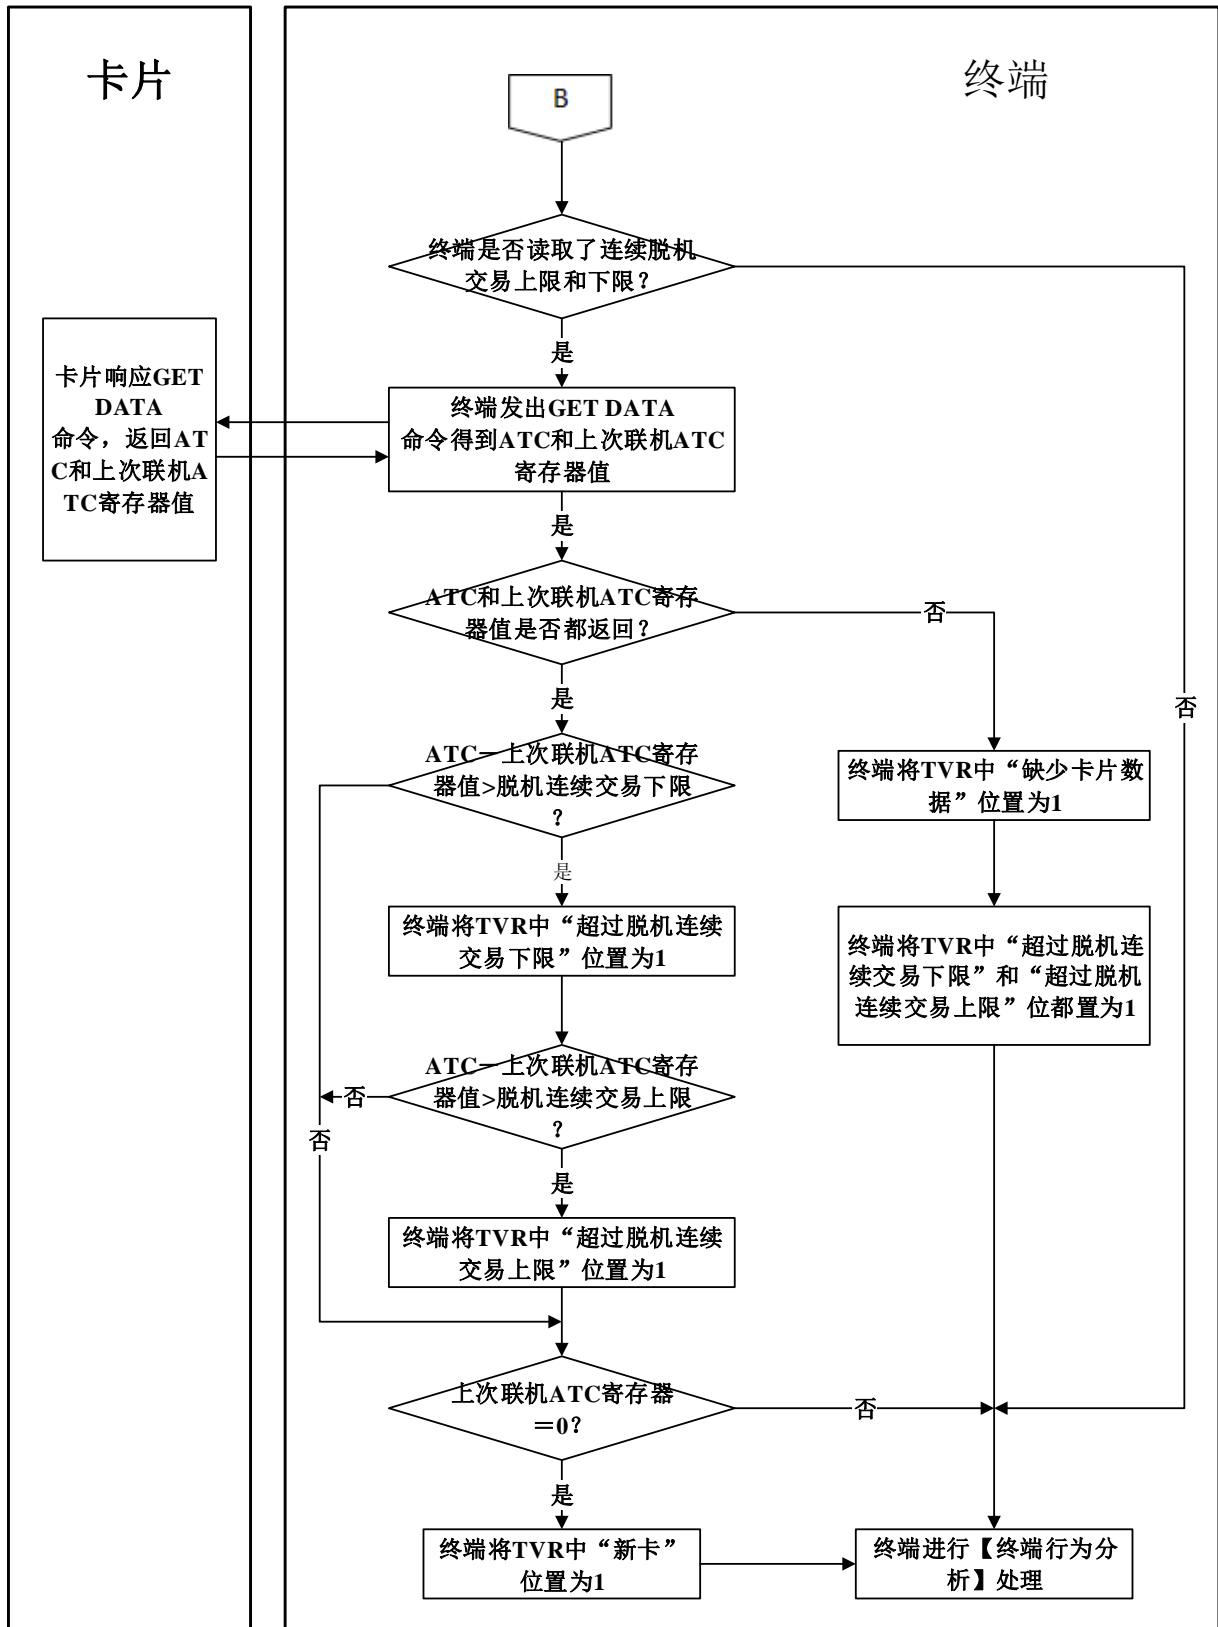 卡片
终端
B
终端是否读取了连续脱机
交易上限和下限?
是
卡片响应GET
DATA
命令，返回AT
C和上次联机A
TC寄存器值
终端发出GET DATA
命令得到ATC和上次联机ATC
寄存器值
是
ATC和上次联机ATC寄存
器值是否都返回?
否
是
否
ATC－上次联机ATC寄存
器值>脱机连续交易下限
?
终端将TVR中“缺少卡片数
据”位置为1
是
终端将TVR中“超过脱机连续
交易下限”位置为1
终端将TVR中“超过脱机连
续交易下限”和“超过脱机
连续交易上限”位都置为1
ATC－上次联机ATC寄存
器值>脱机连续交易上限
?
否
否
是
终端将TVR中“超过脱机连续
交易上限”位置为1
上次联机ATC寄存器
＝0?
否
是
终端将TVR中“新卡”
位置为1
终端进行【终端行为分
析】处理